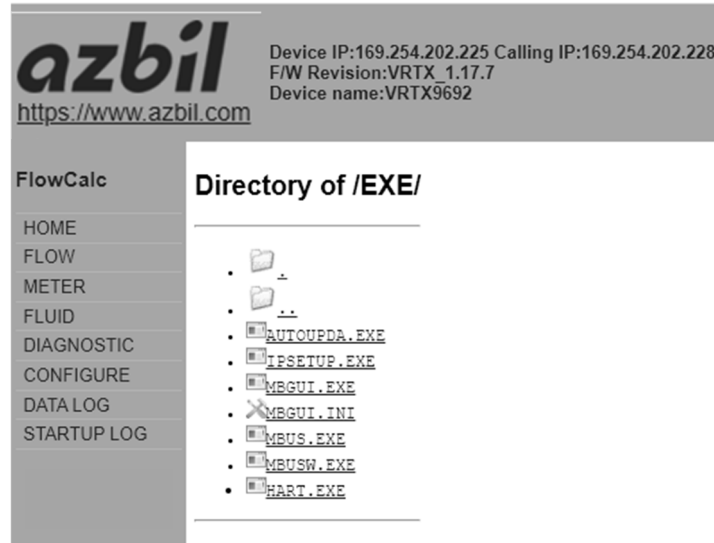 azbil
https://www.azbil.com
Device IP:169.254.202.225 Calling IP:169.254.202.228
F/W Revision:VRTX_1.17.7
Device name:VRTX9692
FlowCalc
HOME
FLOW
METER
FLUID
DIAGNOSTIC
CONFIGURE
DATA LOG
STARTUP LOG
Directory of /EXE/
.
..
AUTOUPDA.EXE
IPSETUP.EXE
MBGUI.EXE
MBGUI.INI
MBUS.EXE
MBUSW.EXE
HART.EXE